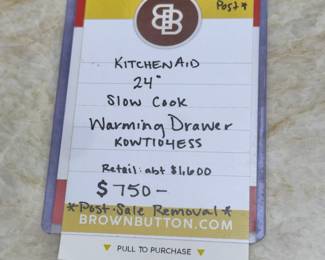 Post*
BB
KITCHENAID
24"
Slow Cook
Warming Drawer
KOWT104ESS
Retail: abt $1,600
$750-
*Post-Sale Removal*
BROWNBUTTON.COM
PULL TO PURCHASE